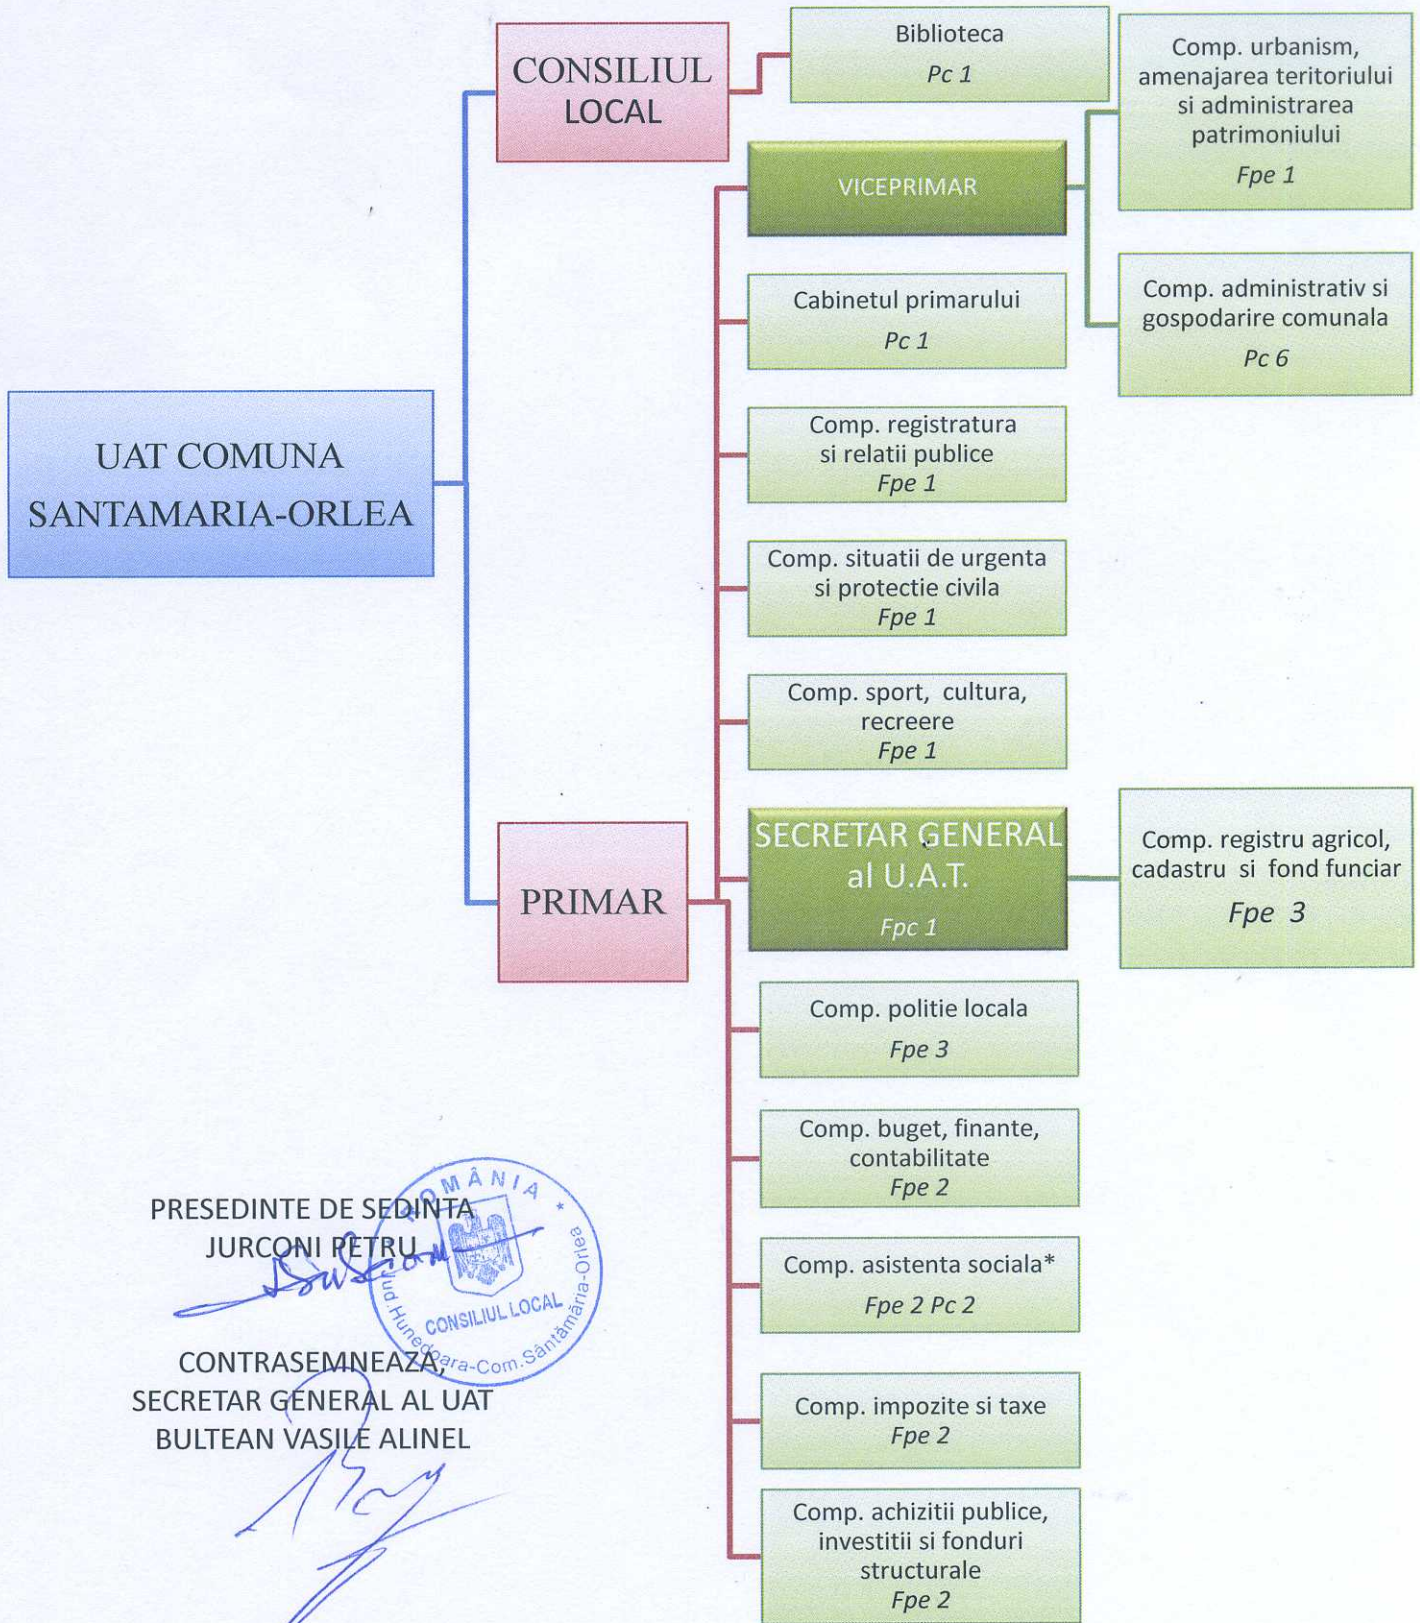 UAT COMUNA
SANTAMARIA-ORLEA
CONSILIUL
LOCAL
Biblioteca
Pc 1
PRIMAR
VICEPRIMAR
Comp. urbanism,
amenajarea teritoriului
si administrarea
patrimoniului
Fpe 1
Comp. administrativ si
gospodarire comunala
Pc 6
Cabinetul primarului
Pc 1
Comp. registratura
si relatii publice
Fpe 1
Comp. situatii de urgenta
si protectie civila
Fpe 1
Comp. sport, cultura,
recreere
Fpe 1
SECRETAR GENERAL
al U.A.T.
Fpc 1
Comp. registru agricol,
cadastru si fond funciar
Fpe 3
Comp. politie locala
Fpe 3
Comp. buget, finante,
contabilitate
Fpe 2
Comp. asistenta sociala*
Fpe 2 Pc 2
Comp. impozite si taxe
Fpe 2
Comp. achizitii publice,
investitii si fonduri
structurale
Fpe 2
PRESEDINTE DE SEDINTA
JURCONI PETRU
ROMÂNIA *
CONSILIUL LOCAL
Jud.Hunedoara-Com.Sântămăria-Orlea
CONTRASEMNEAZA,
SECRETAR GENERAL AL UAT
BULTEAN VASILE ALINEL